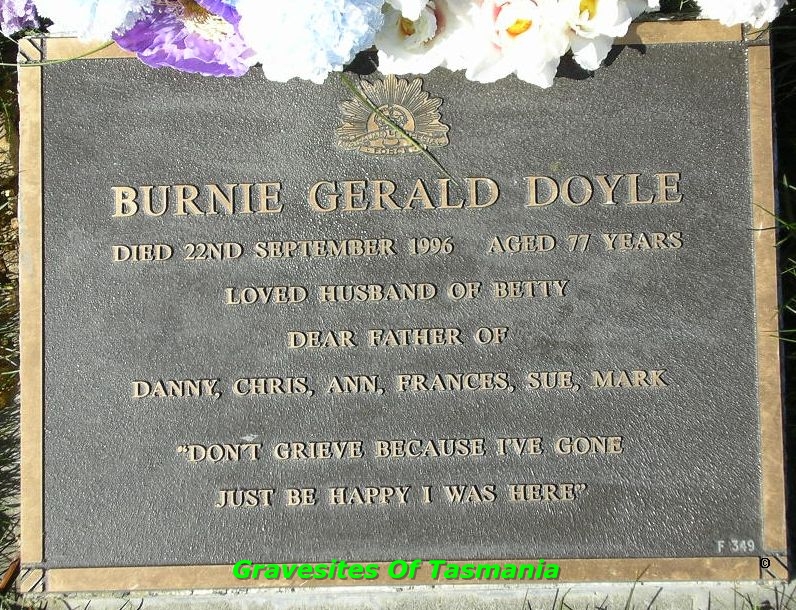 BURNIE GERALD DOYLE
DIED 22ND SEPTEMBER 1996 AGED 77 YEARS
LOVED HUSBAND OF BETTY
DEAR FATHER OF
DANNY, CHRIS, ANN, FRANCES, SUE, MARK
"DON'T GRIEVE BECAUSE I'VE GONE
JUST BE HAPPY I WAS HERE"
F 349
Gravesites Of Tasmania